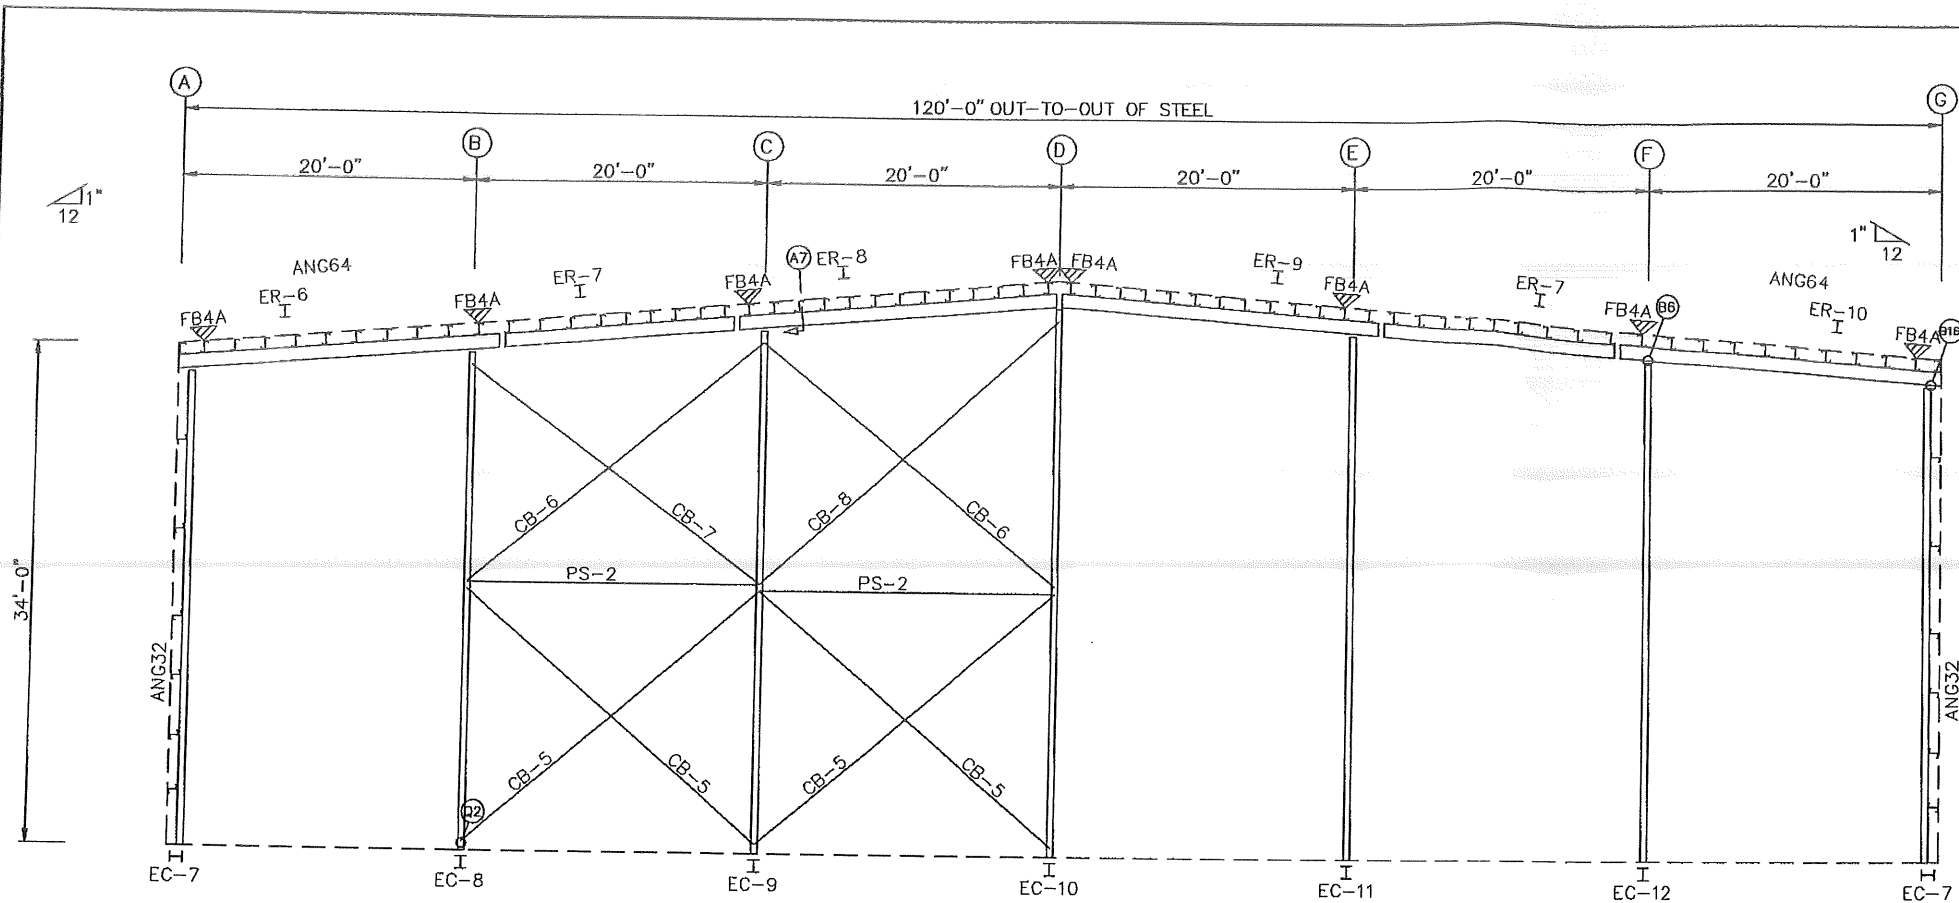 A
G
120'-0" OUT-TO-OUT OF STEEL
B
C
D
E
F
20'-0"
20'-0"
20'-0"
20'-0"
20'-0"
20'-0"
1"
12
1"
12
ANG64
ER-6
ER-7
A7
ER-8
ER-9
ER-7
ANG64
ER-10
FB4A
FB4A
FB4A
FB4A
FB4A
FB4A
FB4A
B6
FB4A
B16
CB-6
CB-7
CB-8
CB-6
PS-2
PS-2
34'-0"
ANG32
ANG32
CB-5
CB-5
CB-5
CB-5
EC-7
EC-8
EC-9
EC-10
EC-11
EC-12
EC-7